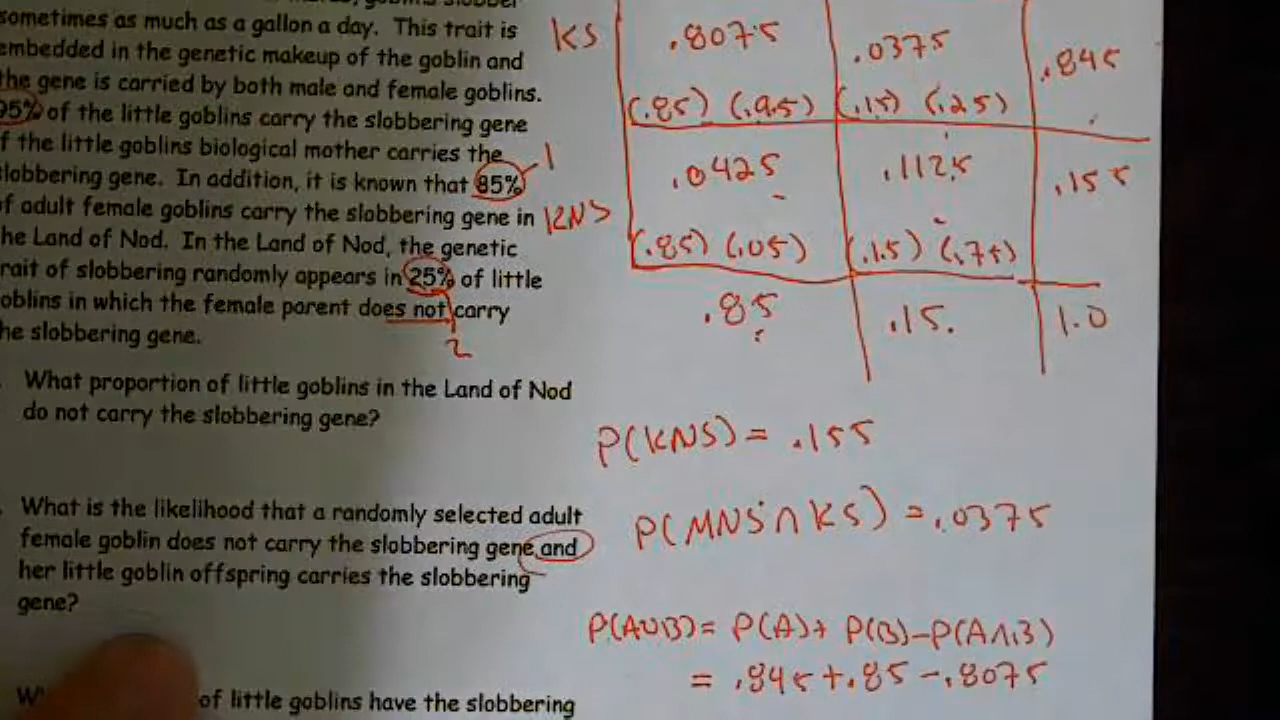 sometimes as much as a gallon a day. This trait is
embedded in the genetic makeup of the goblin and
the gene is carried by both male and female goblins.
95% of the little goblins carry the slobbering gene
f the little goblins biological mother carries the
slobbering gene. In addition, it is known that 85% 1
of adult female goblins carry the slobbering gene in
the Land of Nod. In the Land of Nod, the genetic
trait of slobbering randomly appears in 25% of little
goblins in which the female parent does not carry
the slobbering gene.
2
KS .8075 .0375 .845
(.85) (.95) (.15) (.25)
KNS .0425 .1125 .155
(.85) (.05) (.15) (.75)
.85 .15. 1.0
What proportion of little goblins in the Land of Nod
do not carry the slobbering gene?
P(KNS) = .155
What is the likelihood that a randomly selected adult
female goblin does not carry the slobbering gene and
her little goblin offspring carries the slobbering
gene?
P(MNS ∩ KS) = .0375
P(A∪B) = P(A) + P(B) - P(A∩B)
= .845 + .85 - .8075
of little goblins have the slobbering